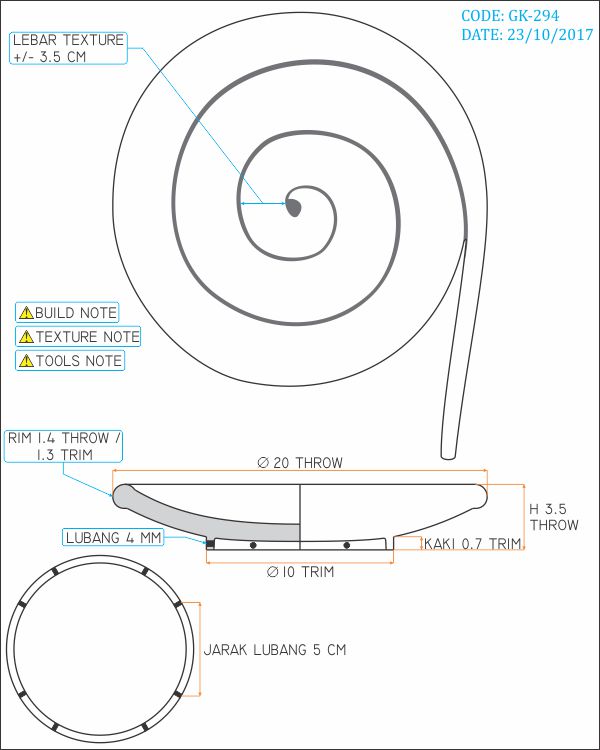 CODE: GK-294
DATE: 23/10/2017
LEBAR TEXTURE
+/- 3.5 CM
BUILD NOTE
TEXTURE NOTE
TOOLS NOTE
RIM 1.4 THROW /
1.3 TRIM
Ø 20 THROW
H 3.5
THROW
LUBANG 4 MM
KAKI 0.7 TRIM
Ø 10 TRIM
JARAK LUBANG 5 CM